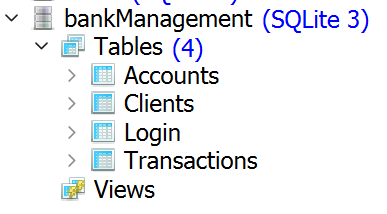 bankManagement (SQLite 3)
Tables (4)
Accounts
Clients
Login
Transactions
Views